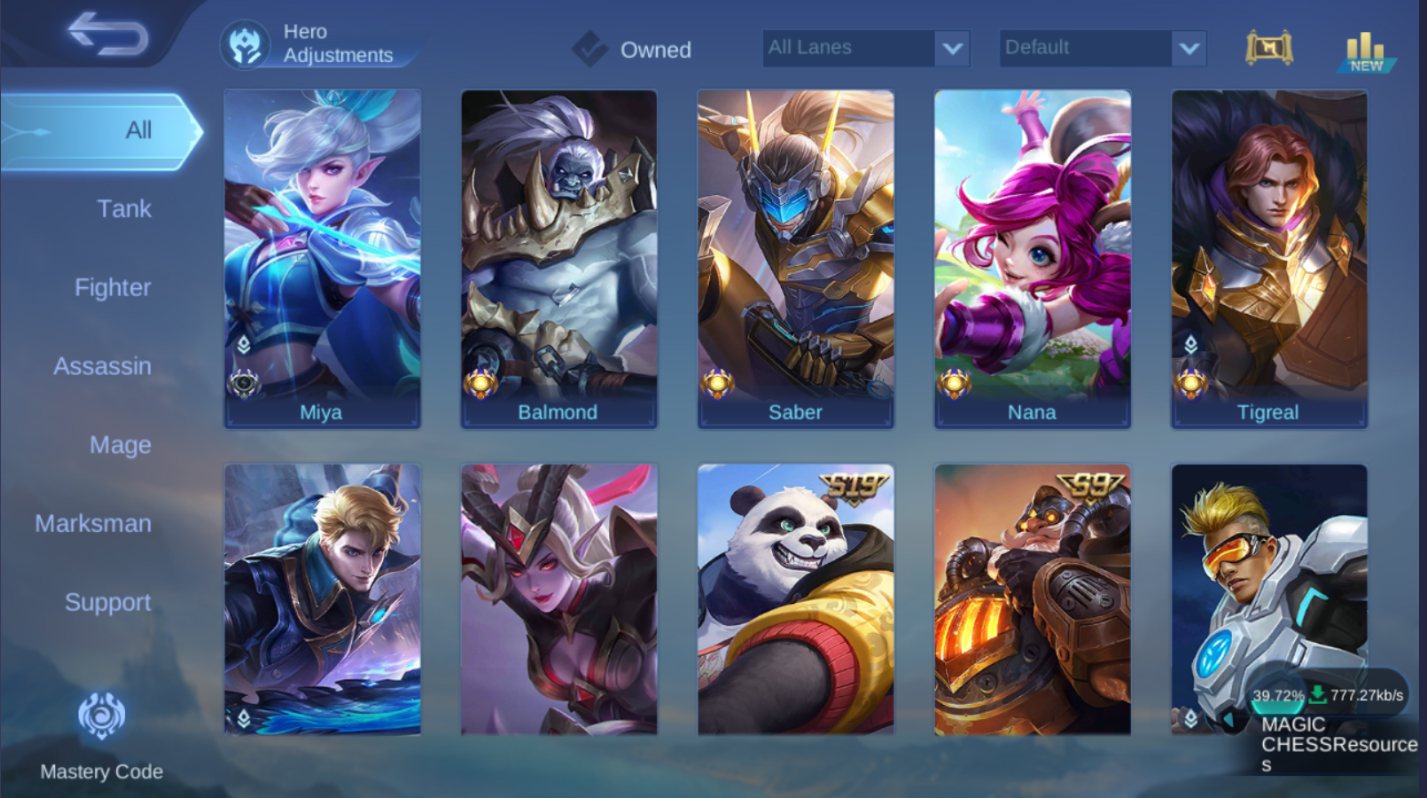 Hero
Adjustments
Owned
All Lanes
Default
NEW
All
Tank
Fighter
Assassin
Mage
Marksman
Support
Mastery Code
Miya
Balmond
Saber
Nana
Tigreal
S19
S9
39.72% 777.27kb/s
MAGIC
CHESSResource
s